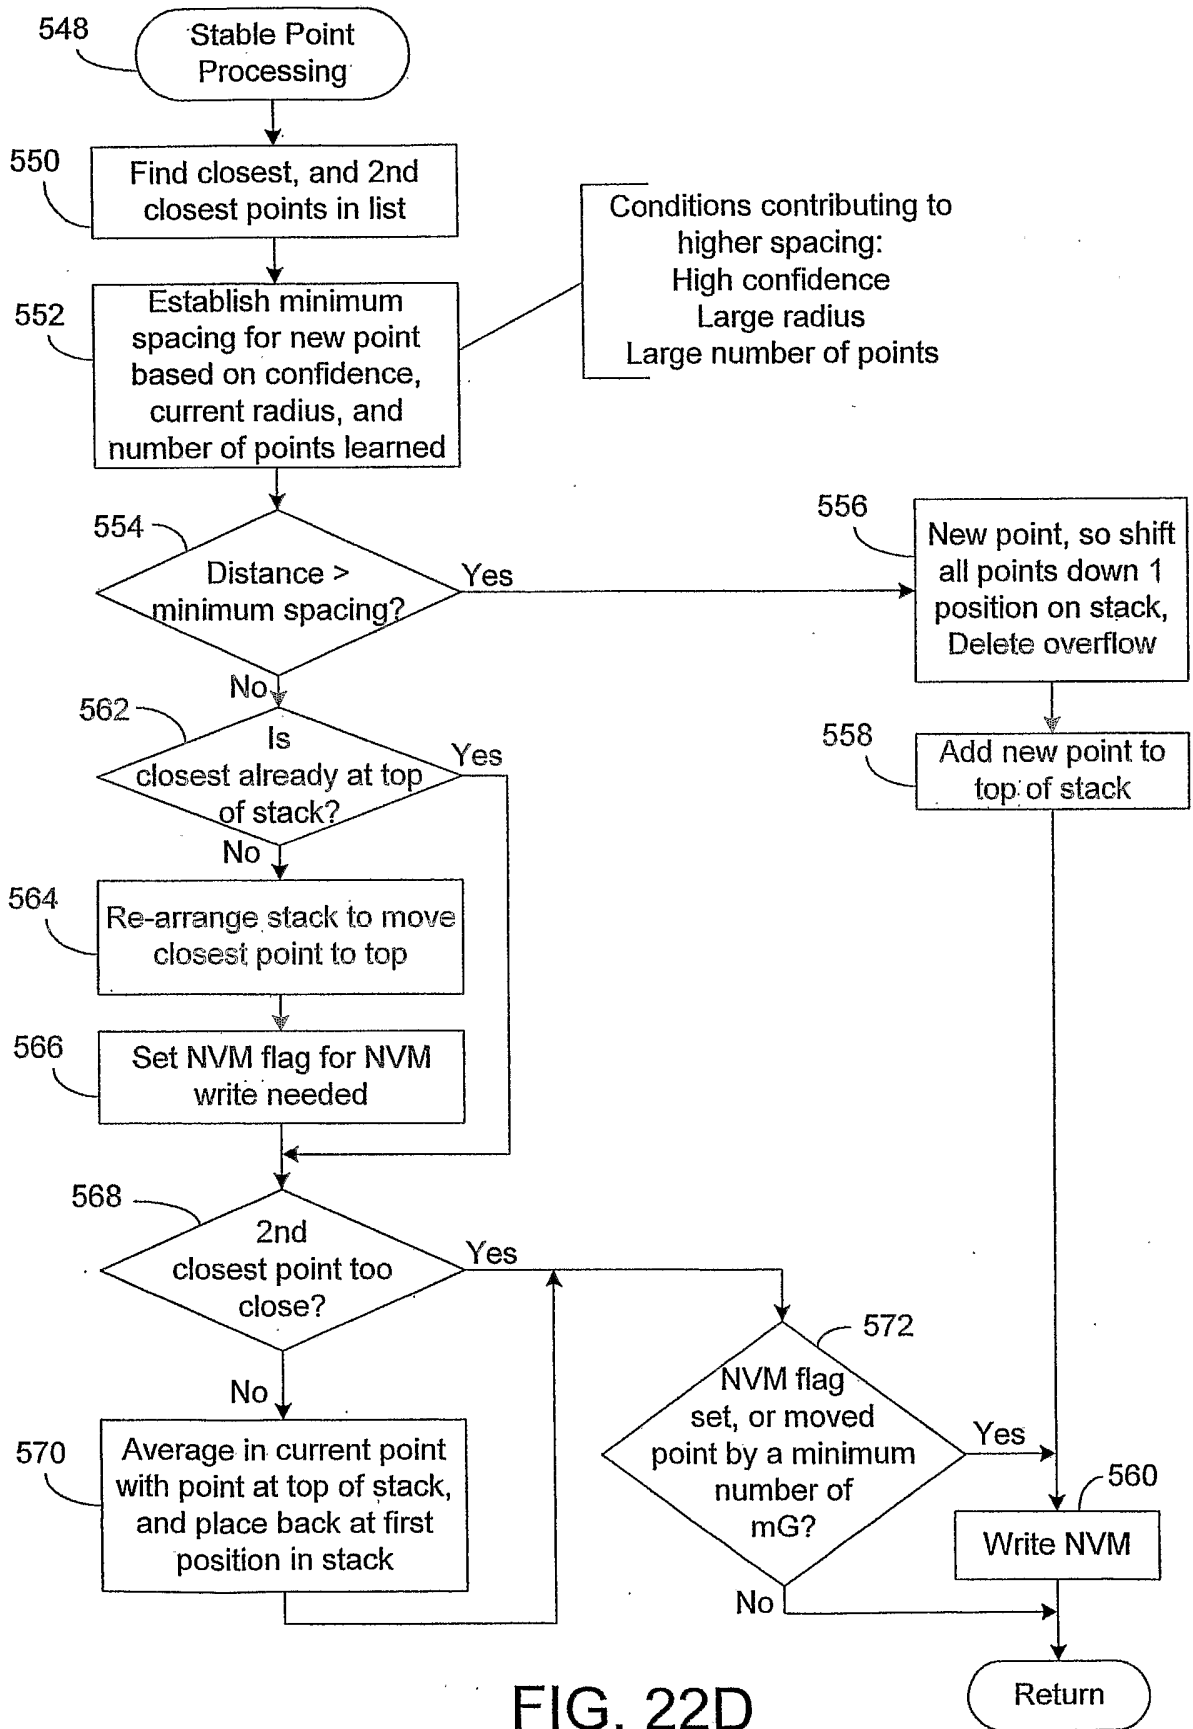 548
Stable Point
Processing
550
Find closest, and 2nd
closest points in list
552
Establish minimum
spacing for new point
based on confidence,
current radius, and
number of points learned
Conditions contributing to
higher spacing:
High confidence
Large radius
Large number of points
554
Distance >
minimum spacing?
Yes
No
556
New point, so shift
all points down 1
position on stack,
Delete overflow
558
Add new point to
top of stack
562
Is
closest already at top
of stack?
Yes
No
564
Re-arrange stack to move
closest point to top
566
Set NVM flag for NVM
write needed
568
2nd
closest point too
close?
Yes
No
570
Average in current point
with point at top of stack,
and place back at first
position in stack
572
NVM flag
set, or moved
point by a minimum
number of
mG?
Yes
No
560
Write NVM
Return
FIG. 22D